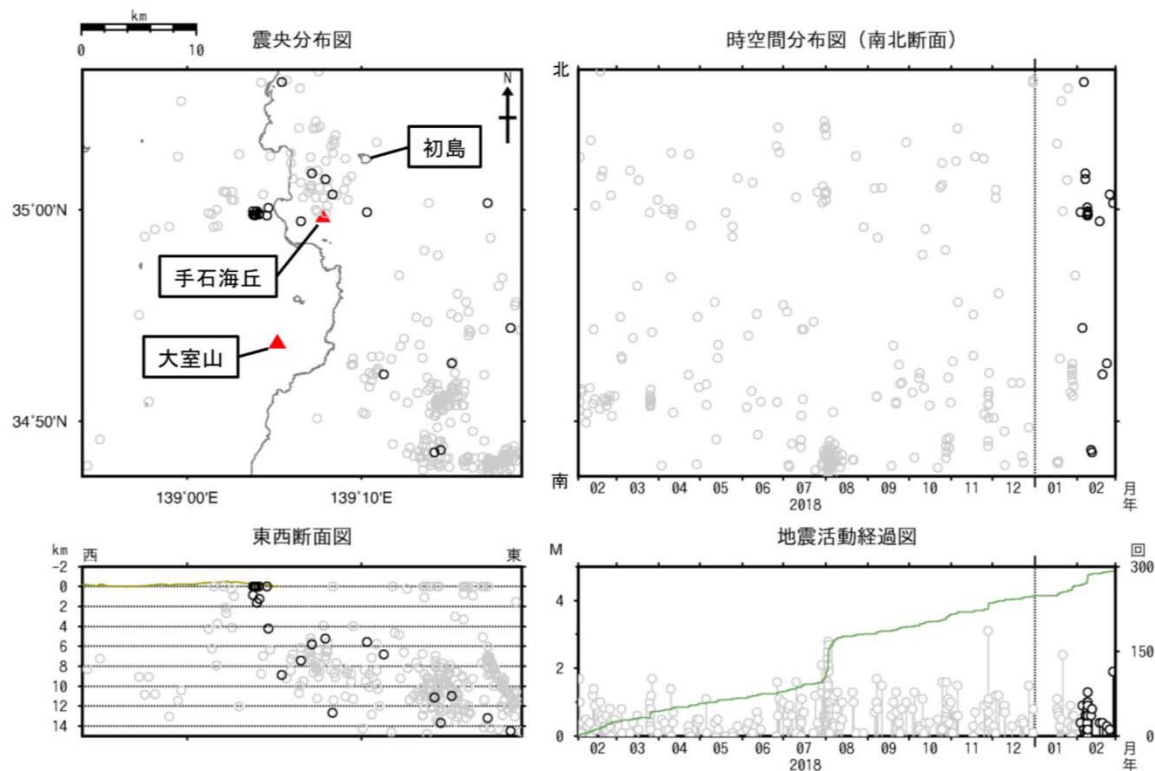 km
0 10
震央分布図
N
初島
35°00'N
手石海丘
大室山
34°50'N
139°00'E 139°10'E
時空間分布図（南北断面）
北
南
02 03 04 05 06 07 08 09 10 11 12 01 02 月
2018 年
東西断面図
km 西 東
-2
0
2
4
6
8
10
12
14
地震活動経過図
M 回
4 300
2 150
0 0
02 03 04 05 06 07 08 09 10 11 12 01 02 月
2018 年